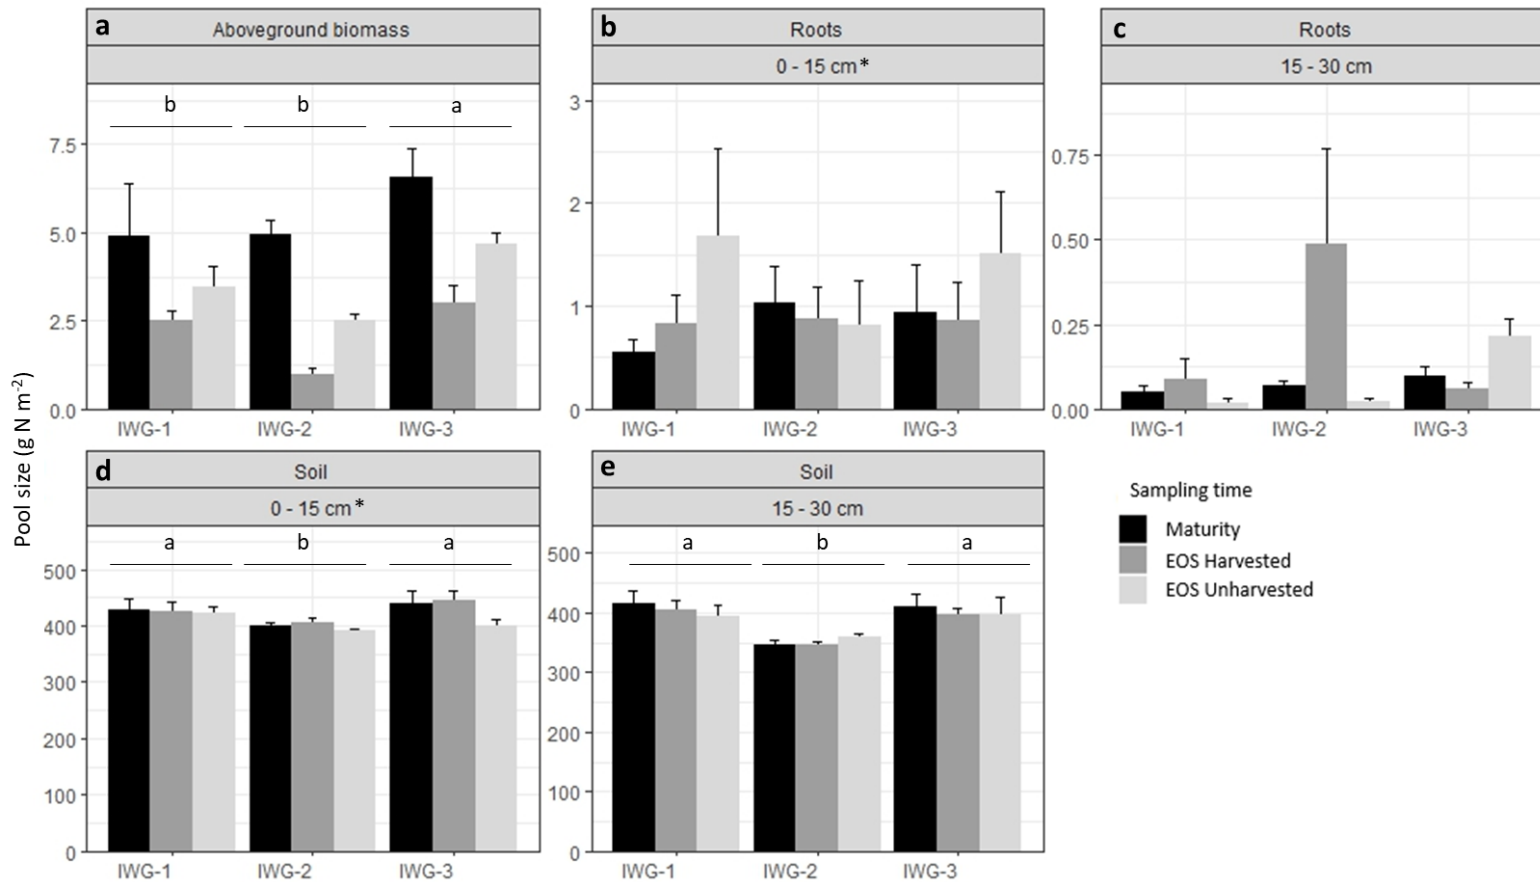 a
Aboveground biomass
b b a
7.5
5.0
2.5
0.0
IWG-1 IWG-2 IWG-3
b
Roots
0 - 15 cm*
3
2
1
0
IWG-1 IWG-2 IWG-3
c
Roots
15 - 30 cm
0.75
0.50
0.25
0.00
IWG-1 IWG-2 IWG-3
Pool size (g N m⁻²)
d
Soil
0 - 15 cm*
a b a
500
400
300
200
100
0
IWG-1 IWG-2 IWG-3
e
Soil
15 - 30 cm
a b a
500
400
300
200
100
0
IWG-1 IWG-2 IWG-3
Sampling time
Maturity
EOS Harvested
EOS Unharvested